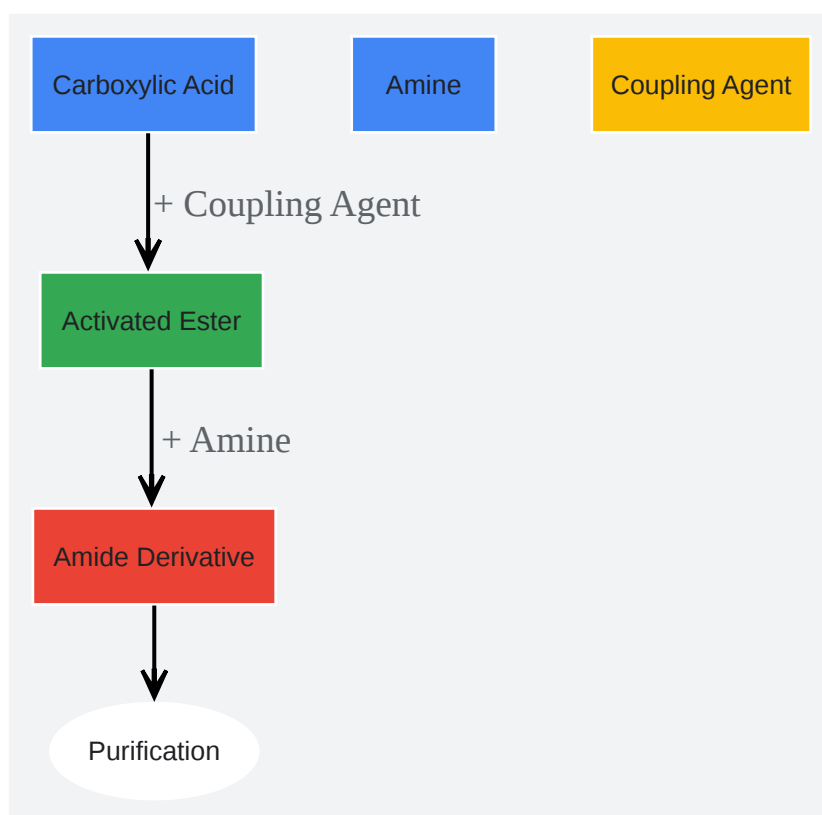 Carboxylic Acid
Amine
Coupling Agent
+ Coupling Agent
Activated Ester
+ Amine
Amide Derivative
Purification